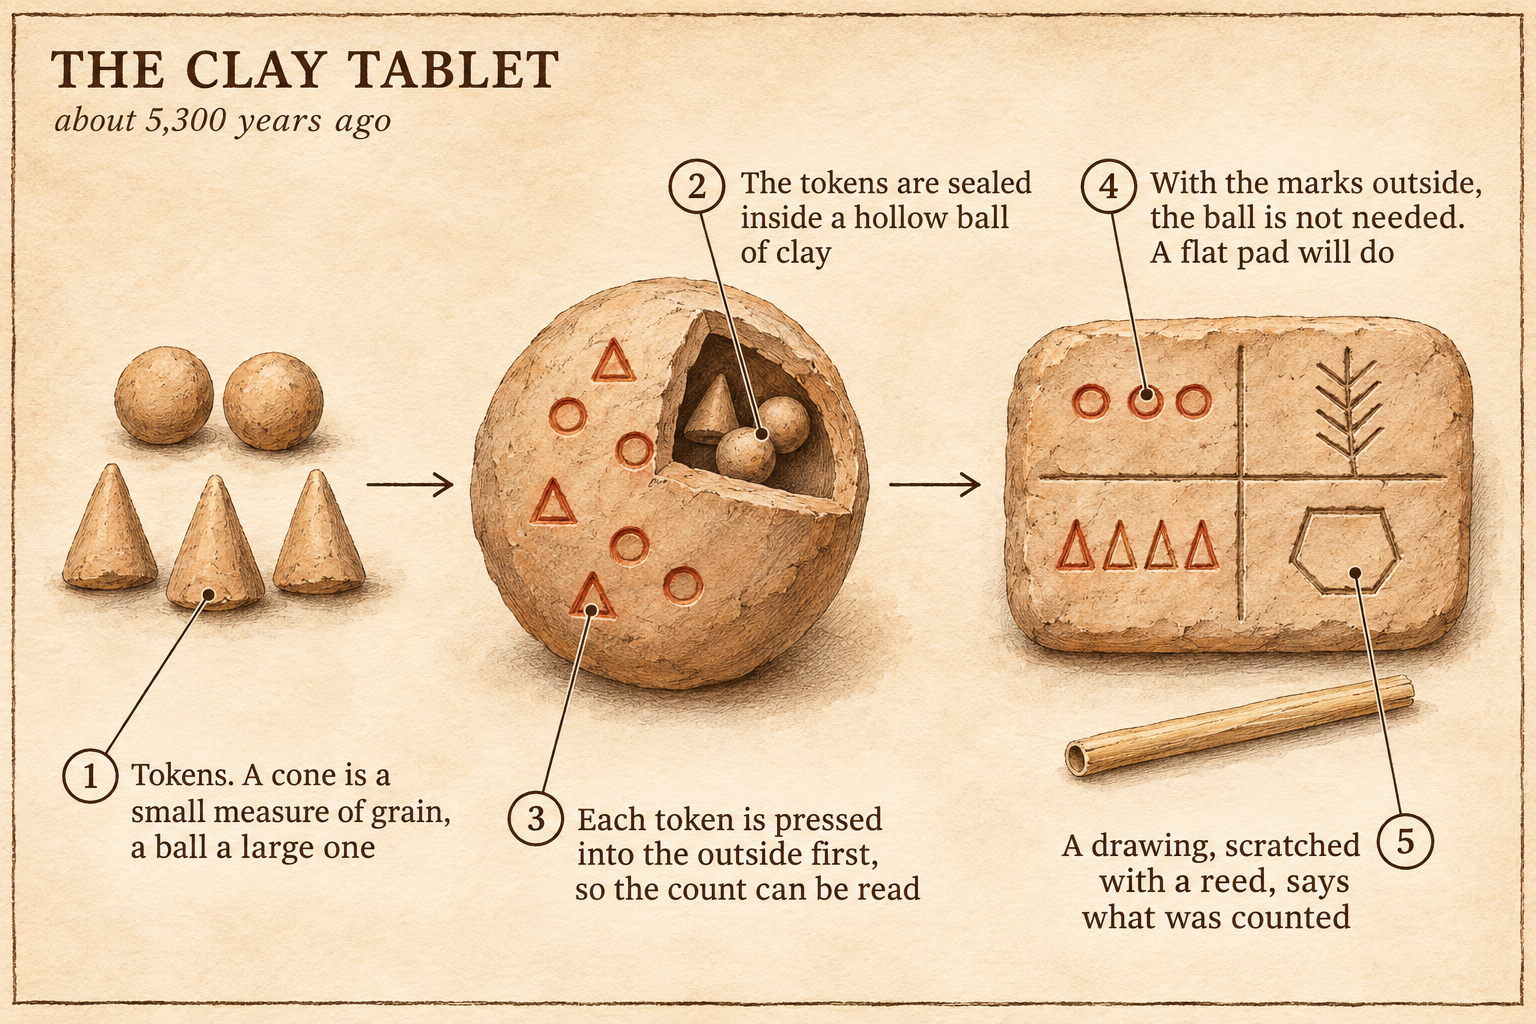 THE CLAY TABLET
about 5,300 years ago
1
Tokens. A cone is a
small measure of grain,
a ball a large one
2
The tokens are sealed
inside a hollow ball
of clay
3
Each token is pressed
into the outside first,
so the count can be read
4
With the marks outside,
the ball is not needed.
A flat pad will do
5
A drawing, scratched
with a reed, says
what was counted